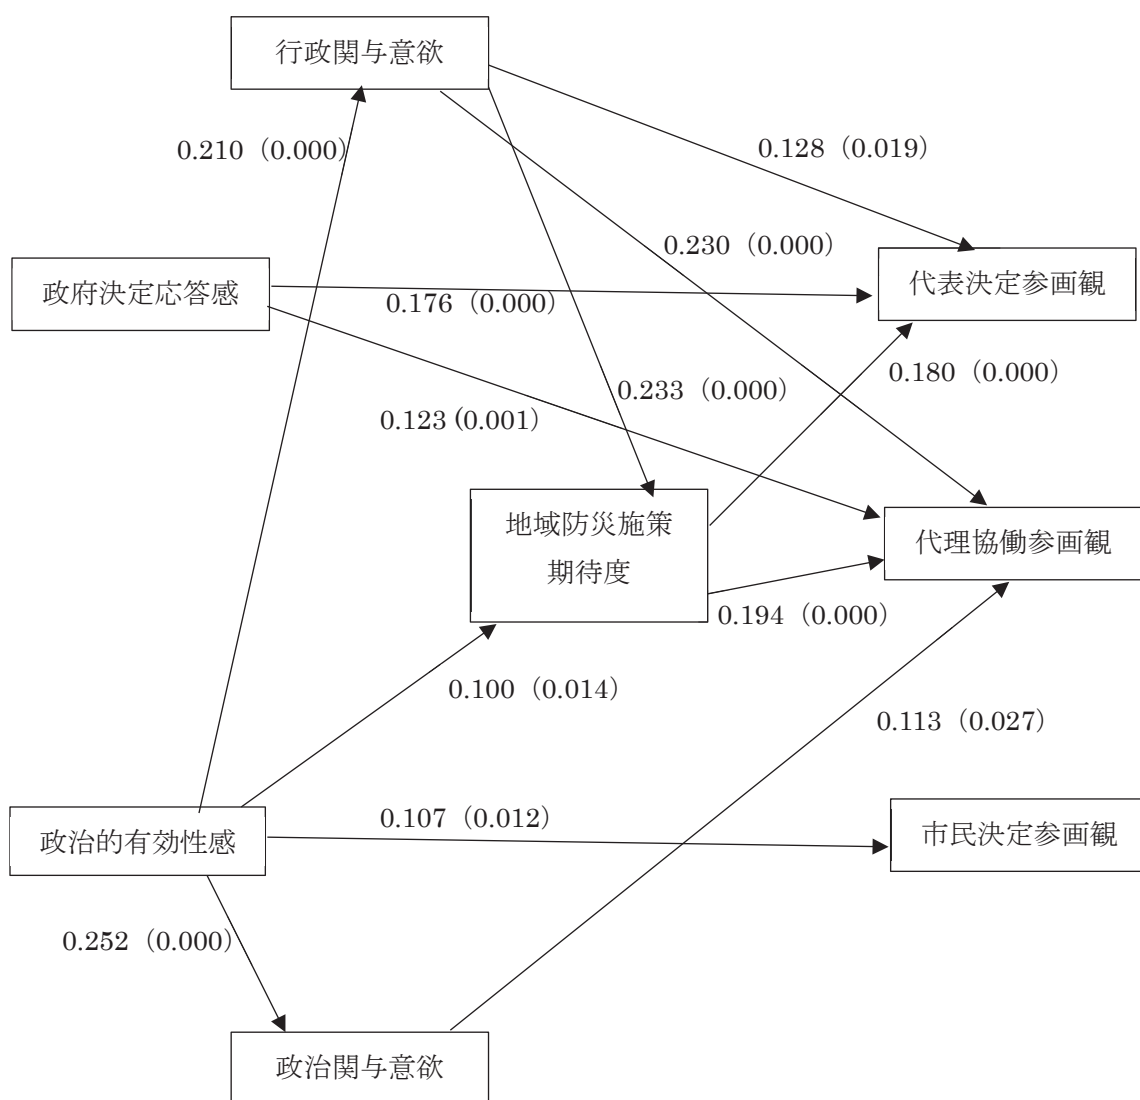 行政関与意欲
0.210（0.000）
0.128（0.019）
0.230（0.000）
代表決定参画観
政府決定応答感
0.176（0.000）
0.180（0.000）
0.233（0.000）
0.123 (0.001)
地域防災施策
期待度
代理協働参画観
0.194（0.000）
0.100（0.014）
0.113（0.027）
0.107（0.012）
市民決定参画観
政治的有効性感
0.252（0.000）
政治関与意欲